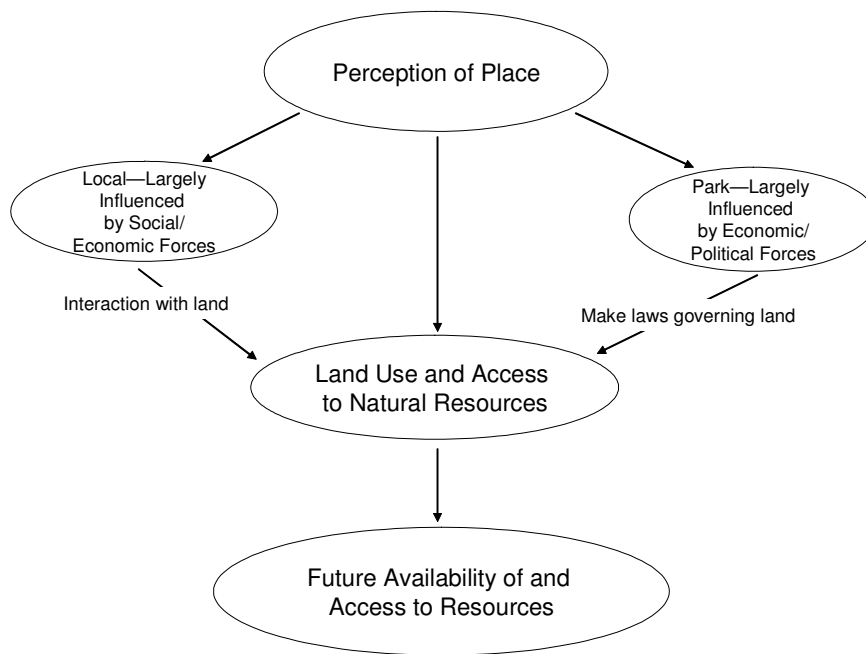 Perception of Place
Local—Largely
Influenced
by Social/
Economic Forces
Park—Largely
Influenced
by Economic/
Political Forces
Interaction with land
Make laws governing land
Land Use and Access
to Natural Resources
Future Availability of and
Access to Resources